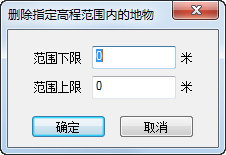 删除指定高程范围内的地物
范围下限 0 米
范围上限 0 米
确定 取消